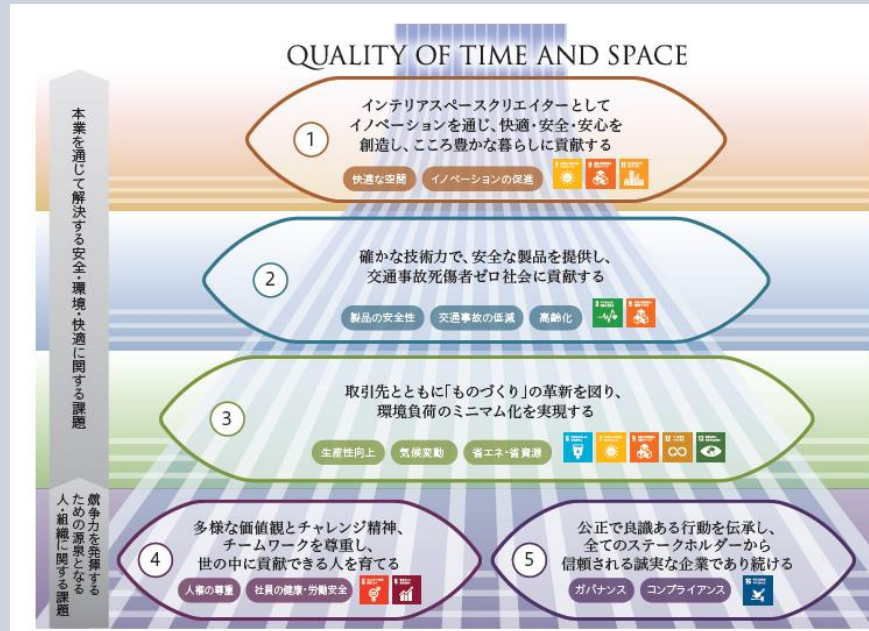 QUALITY OF TIME AND SPACE
本業を通じて解決する安全・環境・快適に関する課題
1
インテリアスペースクリエイターとして
イノベーションを通じ、快適・安全・安心を
創造し、こころ豊かな暮らしに貢献する
快適な空間 イノベーションの促進
7 9 11
2
確かな技術力で、安全な製品を提供し、
交通事故死傷者ゼロ社会に貢献する
製品の安全性 交通事故の低減 高齢化
3 9
3
取引先とともに「ものづくり」の革新を図り、
環境負荷のミニマム化を実現する
生産性向上 気候変動 省エネ・省資源
6 7 9 12 13
競争力を発揮する
ための源泉となる
人・組織に関する課題
4
多様な価値観とチャレンジ精神、
チームワークを尊重し、
世の中に貢献できる人を育てる
人権の尊重 社員の健康・労働安全
5 8
5
公正で良識ある行動を伝承し、
全てのステークホルダーから
信頼される誠実な企業であり続ける
ガバナンス コンプライアンス
16